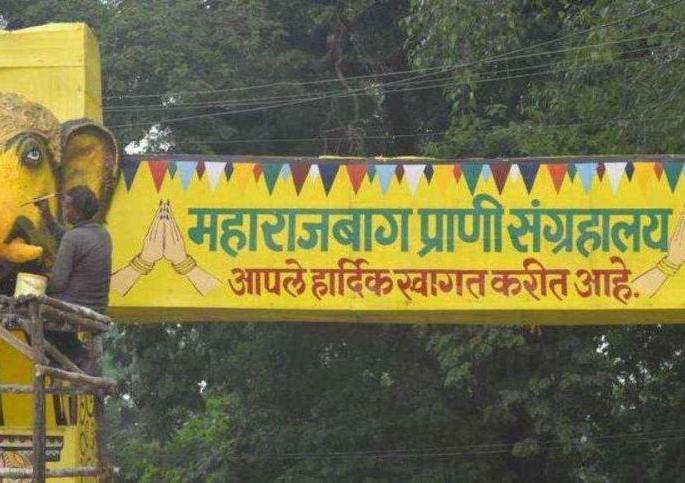 महाराजबाग प्राणी संग्रहालय
आपले हार्दिक स्वागत करीत आहे.